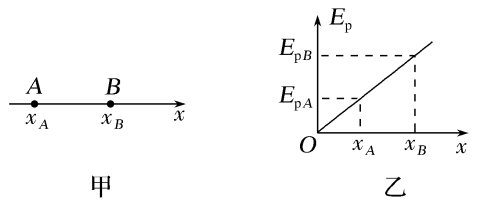 A B
x_A x_B x
甲
E_p
E_pB
E_pA
O x_A x_B x
乙